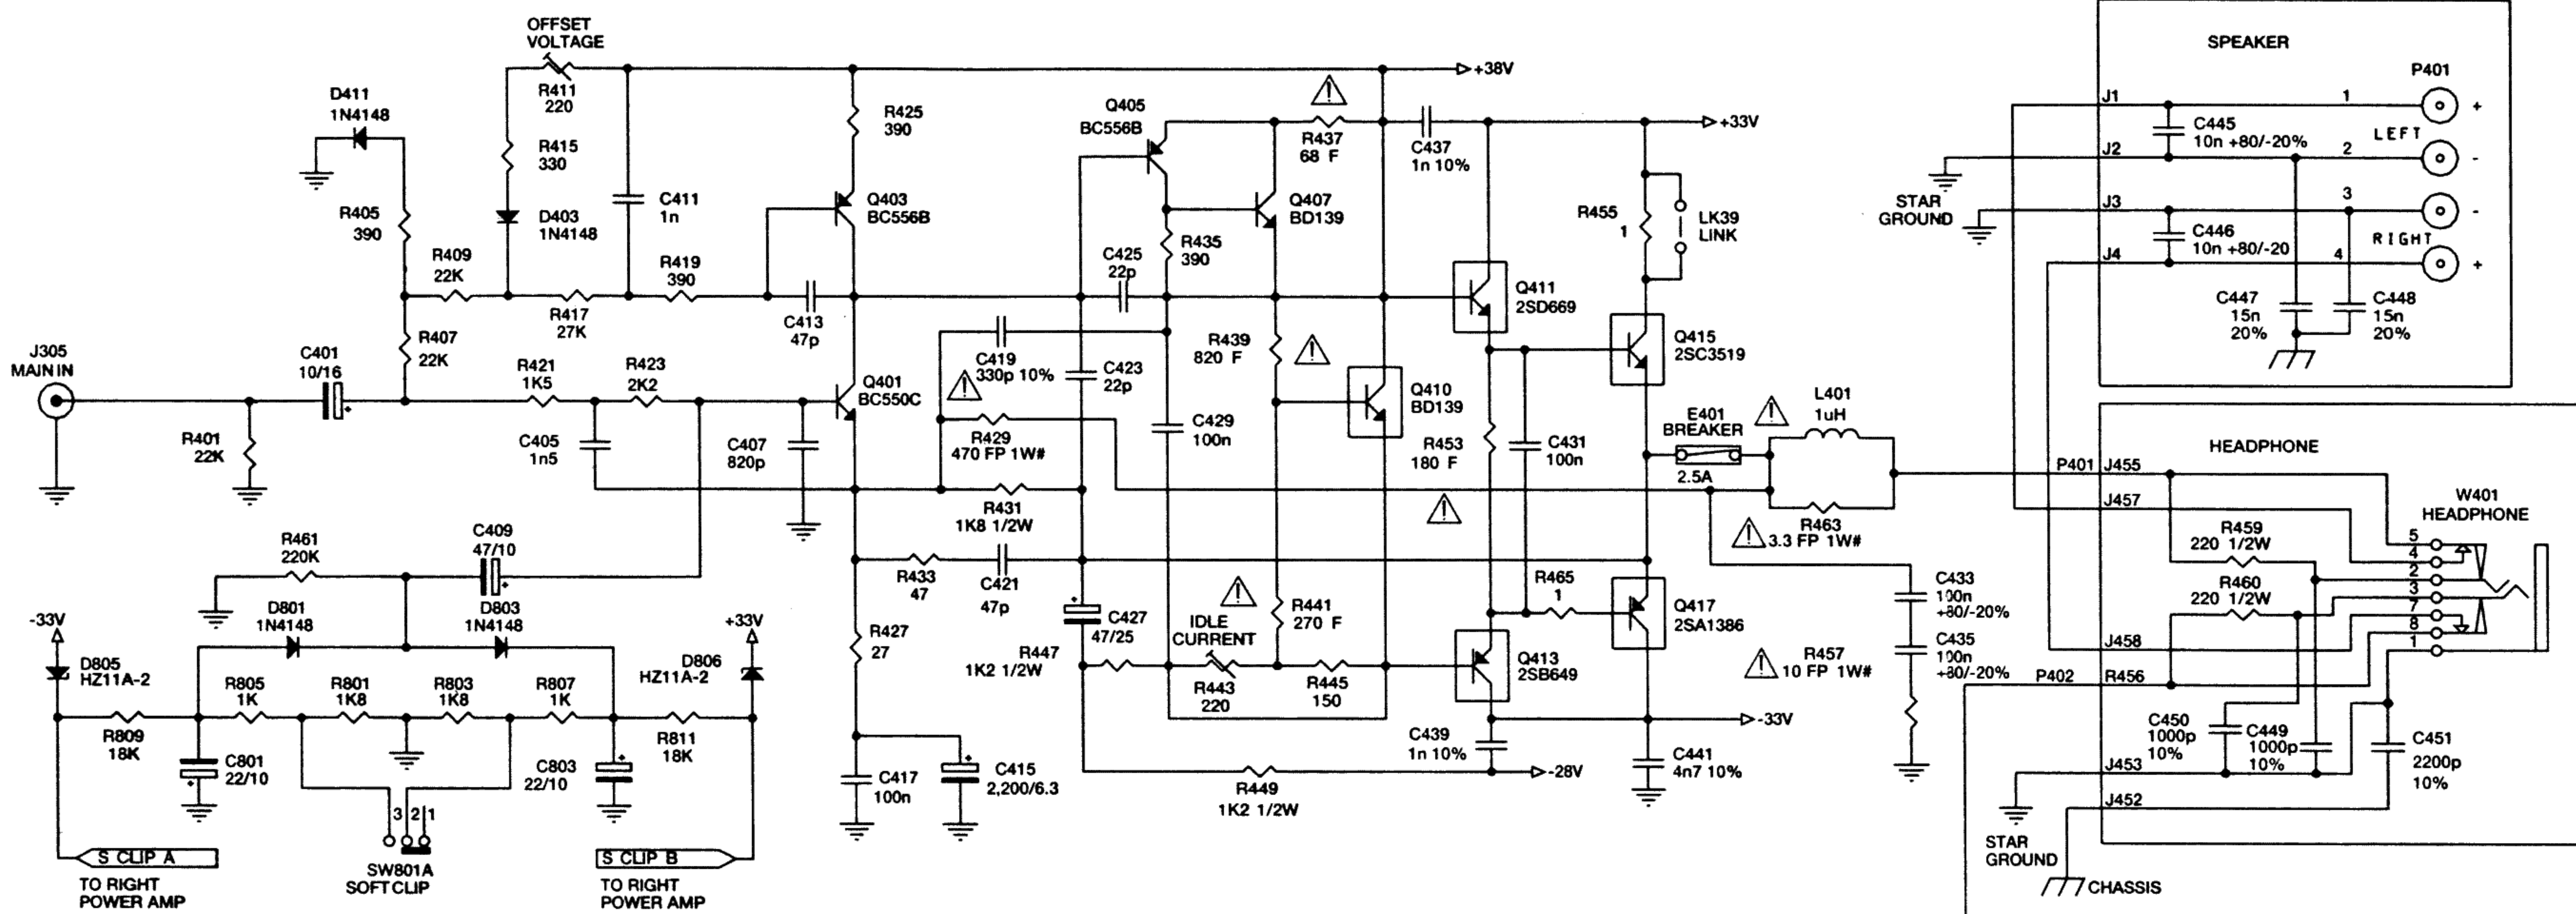 OFFSET
VOLTAGE
R411
220
+38V
D411
1N4148
R415
330
R425
390
Q405
BC556B
R437
68 F
C437
1n 10%
+33V
R405
390
D403
1N4148
C411
1n
Q403
BC556B
Q407
BD139
R455
1
LK39
LINK
R409
22K
R417
27K
R419
390
C413
47p
C425
22p
R435
390
Q411
2SD669
J305
MAIN IN
C401
10/16
R407
22K
R421
1K5
R423
2K2
Q401
BC550C
C419
330p 10%
C423
22p
R439
820 F
Q410
BD139
Q415
2SC3519
R401
22K
C405
1n5
C407
820p
R429
470 FP 1W#
C429
100n
R453
180 F
C431
100n
E401
BREAKER
2.5A
L401
1uH
R431
1K8 1/2W
R463
3.3 FP 1W#
R461
220K
C409
47/10
R433
47
C421
47p
R465
1
Q417
2SA1386
C433
100n
+80/-20%
C435
100n
+80/-20%
-33V
D805
HZ11A-2
D801
1N4148
D803
1N4148
+33V
D806
HZ11A-2
R427
27
C427
47/25
IDLE
CURRENT
R441
270 F
R447
1K2 1/2W
R443
220
R445
150
Q413
2SB649
R457
10 FP 1W#
R809
18K
R805
1K
R801
1K8
R803
1K8
R807
1K
R811
18K
C801
22/10
C803
22/10
C417
100n
C415
2,200/6.3
C439
1n 10%
-33V
C441
4n7 10%
-28V
R449
1K2 1/2W
3 2 1
S CLIP A
TO RIGHT
POWER AMP
SW801A
SOFT CLIP
S CLIP B
TO RIGHT
POWER AMP
SPEAKER
P401
J1
1
+
C445
10n +80/-20%
LEFT
J2
2
-
STAR
GROUND
J3
3
-
C446
10n +80/-20
RIGHT
J4
4
+
C447
15n
20%
C448
15n
20%
HEADPHONE
P401
J455
J457
W401
HEADPHONE
R459
220 1/2W
R460
220 1/2W
5
4
2
3
7
8
1
J458
P402
R456
C450
1000p
10%
C449
1000p
10%
C451
2200p
10%
J453
J452
STAR
GROUND
CHASSIS